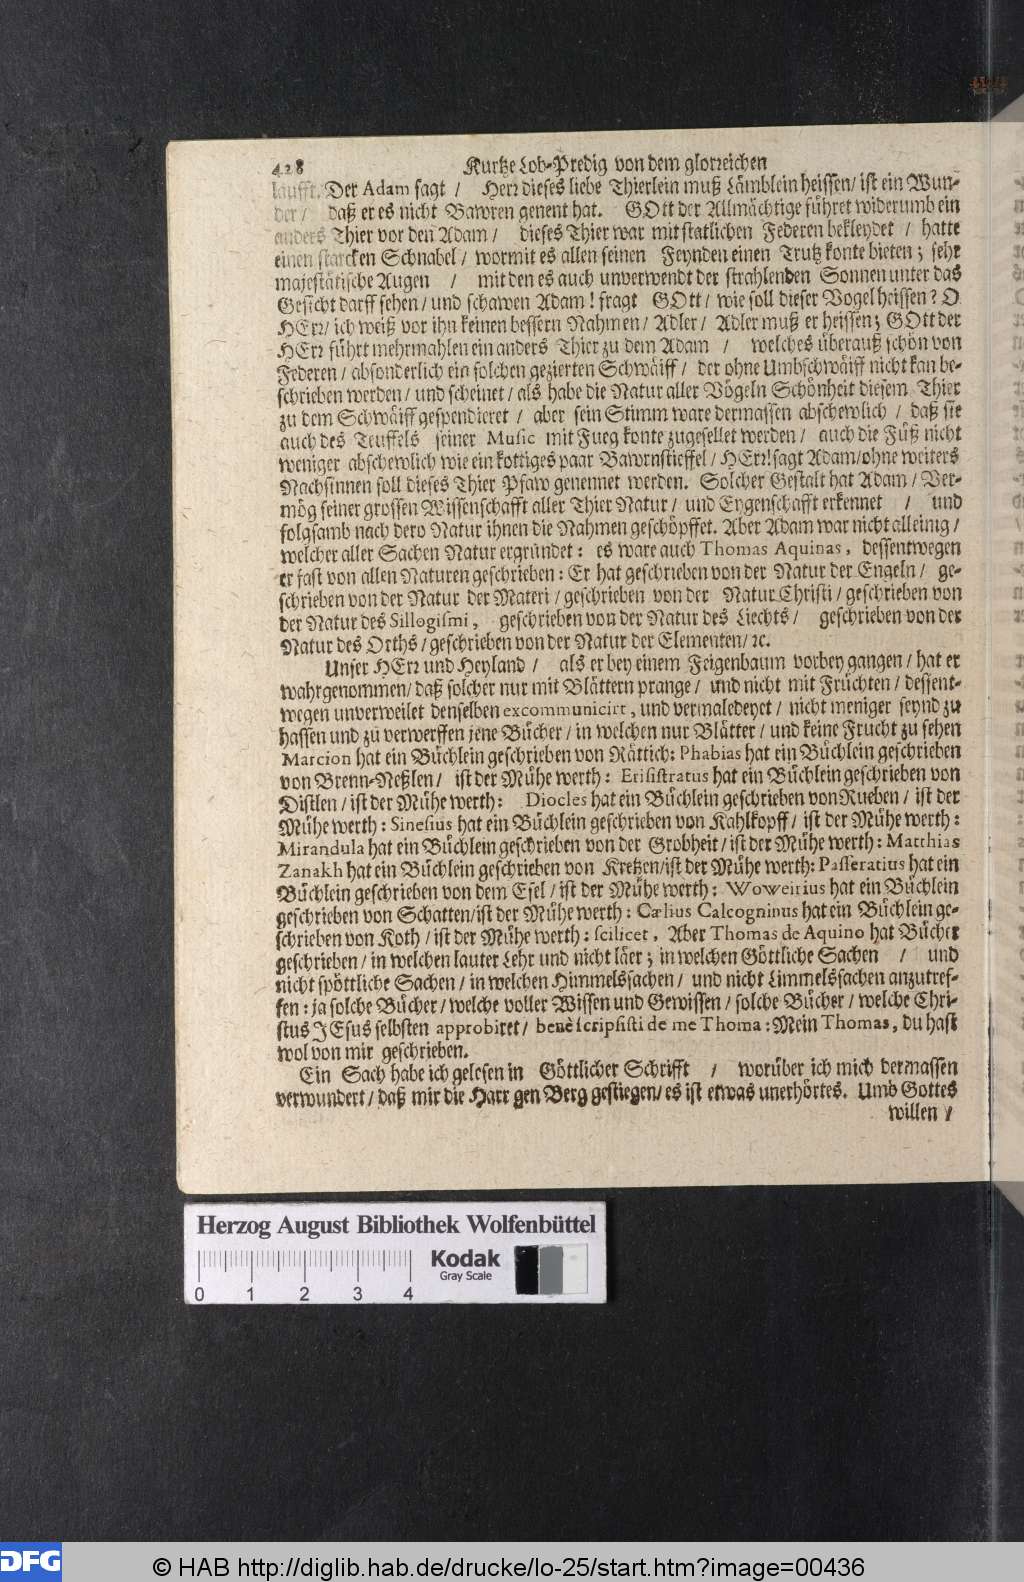 428 Kurtze Lob-Predig von dem glorreichen
laufft. Der Adam sagt / Herr dieses liebe Thierlein muß Lämblein heissen / ist ein Wun-
der / daß er es nicht Bawren genent hat. GOtt der Allmächtige führet widerumb ein
anders Thier vor den Adam / dieses Thier war mit statlichen Federen bekleydet / hatte
einen starcken Schnabel / wormit es allen seinen Feynden einen Trutz konte bieten; sehr
majestätische Augen / mit den es auch unverwendt der strahlenden Sonnen unter das
Gesicht darff sehen / und schawen Adam! fragt GOtt / wie soll dieser Vogel heissen? O
HErr / ich weiß vor ihn keinen bessern Nahmen / Adler / Adler muß er heissen; GOtt der
HErr führt mehrmahlen ein anders Thier zu dem Adam / welches überauß schön von
Federen / absonderlich ein solchen gezierten Schwäiff / der ohne Umbschwäiff nicht kan be-
schrieben werden / und scheinet / als habe die Natur aller Vögeln Schönheit diesem Thier
zu dem Schwäiff gespendieret / aber sein Stimm ware dermassen abschewlich / daß sie
auch des Teuffels seiner Music mit Fueg konte zugesellet werden / auch die Füß nicht
weniger abschewlich wie ein kottiges paar Bawrnstieffel / HErr! sagt Adam / ohne weiters
Nachsinnen soll dieses Thier Pfaw genennet werden. Solcher Gestalt hat Adam / Ver-
mög seiner grossen Wissenschafft aller Thier Natur / und Eygenschafft erkennet / und
folgsamb nach dero Natur ihnen die Nahmen geschöpffet. Aber Adam war nicht alleinig /
welcher aller Sachen Natur ergründet: es ware auch Thomas Aquinas, dessentwegen
er fast von allen Naturen geschrieben: Er hat geschrieben von der Natur der Engeln / ge-
schrieben von der Natur der Materi / geschrieben von der Natur Christi / geschrieben von
der Natur des Sillogismi, geschrieben von der Natur des Liechts / geschrieben von der
Natur des Orths / geschrieben von der Natur der Elementen / ꝛc.
Unser HErr und Heyland / als er bey einem Feigenbaum vorbey gangen / hat er
wahrgenommen / daß solcher nur mit Blättern prange / und nicht mit Früchten / dessent-
wegen unverweilet denselben excommunicirt, und vermaledeyet / nicht meniger seynd zu
hassen und zu verwerffen jene Bücher / in welchen nur Blätter / und keine Frucht zu sehen
Marcion hat ein Büchlein geschrieben von Rättich: Phabias hat ein Büchlein geschrieben
von Brenn-Neßlen / ist der Mühe werth: Erisistratus hat ein Büchlein geschrieben von
Distlen / ist der Mühe werth: Diocles hat ein Büchlein geschrieben von Rueben / ist der
Mühe werth: Sinesius hat ein Büchlein geschrieben von Kahlkopff / ist der Mühe werth:
Mirandula hat ein Büchlein geschrieben von der Grobheit / ist der Mühe werth: Matthias
Zanakh hat ein Büchlein geschrieben von Kretzen / ist der Mühe werth: Passeratius hat ein
Büchlein geschrieben von dem Esel / ist der Mühe werth: Woweirius hat ein Büchlein
geschrieben von Schatten / ist der Mühe werth: Cælius Calcogninus hat ein Büchlein ge-
schrieben von Koth / ist der Mühe werth: scilicet, Aber Thomas de Aquino hat Bücher
geschrieben / in welchen lauter Lehr und nicht läer; in welchen Göttliche Sachen / und
nicht spöttliche Sachen / in welchen Himmelssachen / und nicht Limmelssachen anzutref-
fen: ja solche Bücher / welche voller Wissen und Gewissen / solche Bücher / welche Chri-
stus JEsus selbsten approbiret / benè scripsisti de me Thoma: Mein Thomas, du hast
wol von mir geschrieben.
Ein Sach habe ich gelesen in Göttlicher Schrifft / worüber ich mich dermassen
verwundert / daß mir die Harr gen Berg gestiegen / es ist etwas unerhörtes. Umb Gottes
willen /
Herzog August Bibliothek Wolfenbüttel
Kodak
Gray Scale
0 1 2 3 4
DFG
© HAB http://diglib.hab.de/drucke/lo-25/start.htm?image=00436